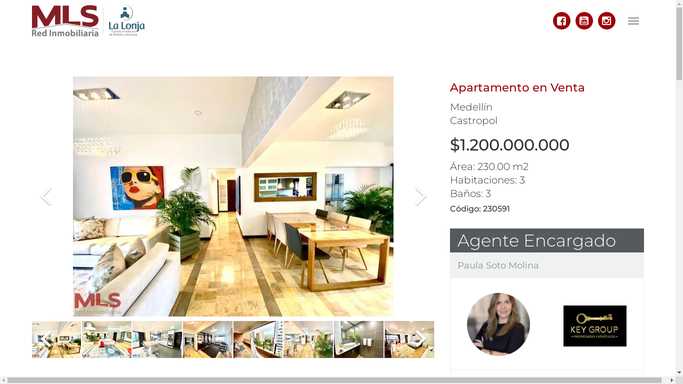 MLS
Red Inmobiliaria
La Lonja
Apartamento en Venta
Medellín
Castropol
$1.200.000.000
Área: 230.00 m2
Habitaciones: 3
Baños: 3
Código: 230591
MLS
Agente Encargado
Paula Soto Molina
KEY GROUP